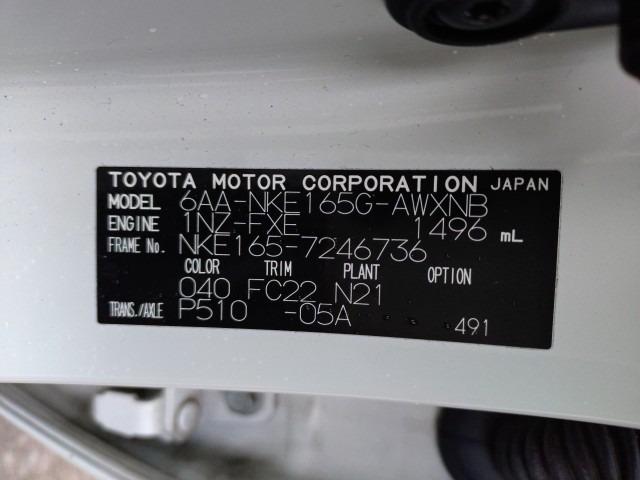 TOYOTA MOTOR CORPORATION JAPAN
MODEL 6AA-NKE165G-AWXNB
ENGINE 1NZ-FXE 1496 mL
FRAME No. NKE165-7246736
COLOR TRIM PLANT OPTION
040 FC22 N21
TRANS./AXLE P510 -05A 491